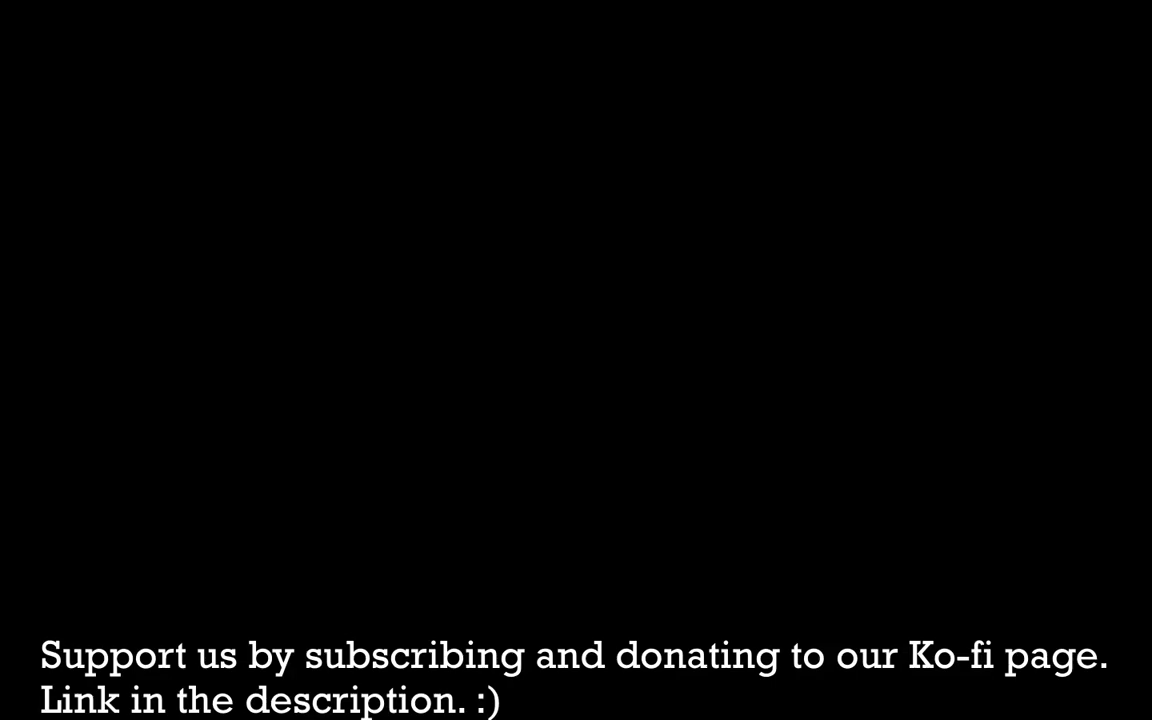 Support us by subscribing and donating to our Ko-fi page.
Link in the description. :)